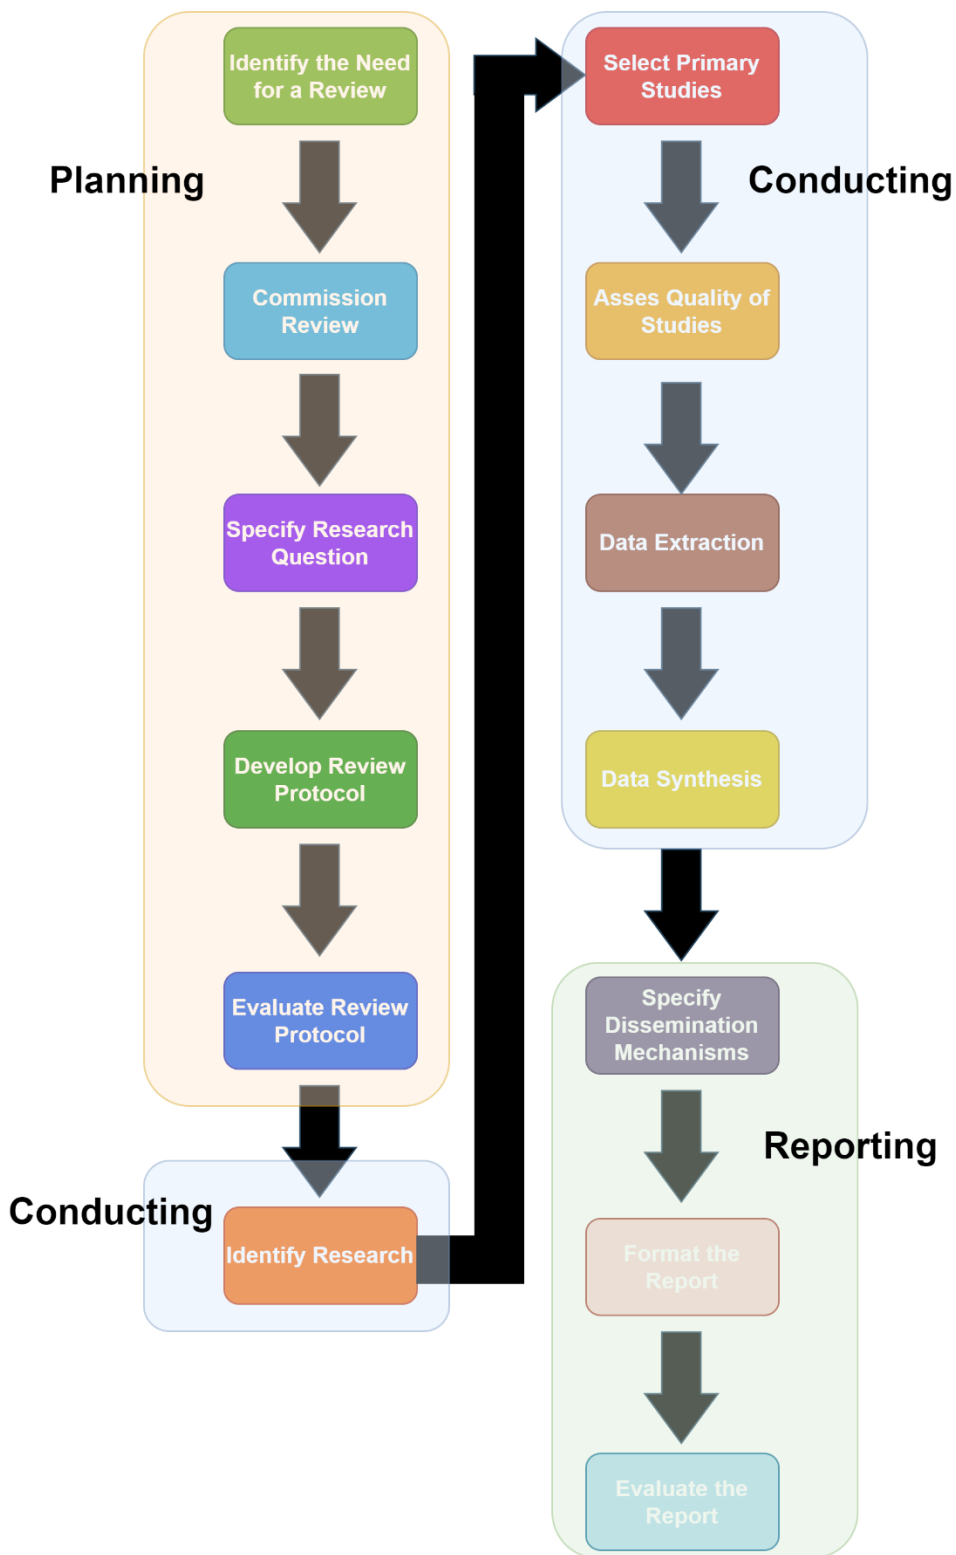 Planning
Identify the Need
for a Review
Commission
Review
Specify Research
Question
Develop Review
Protocol
Evaluate Review
Protocol
Conducting
Identify Research
Conducting
Select Primary
Studies
Asses Quality of
Studies
Data Extraction
Data Synthesis
Reporting
Specify
Dissemination
Mechanisms
Format the
Report
Evaluate the
Report